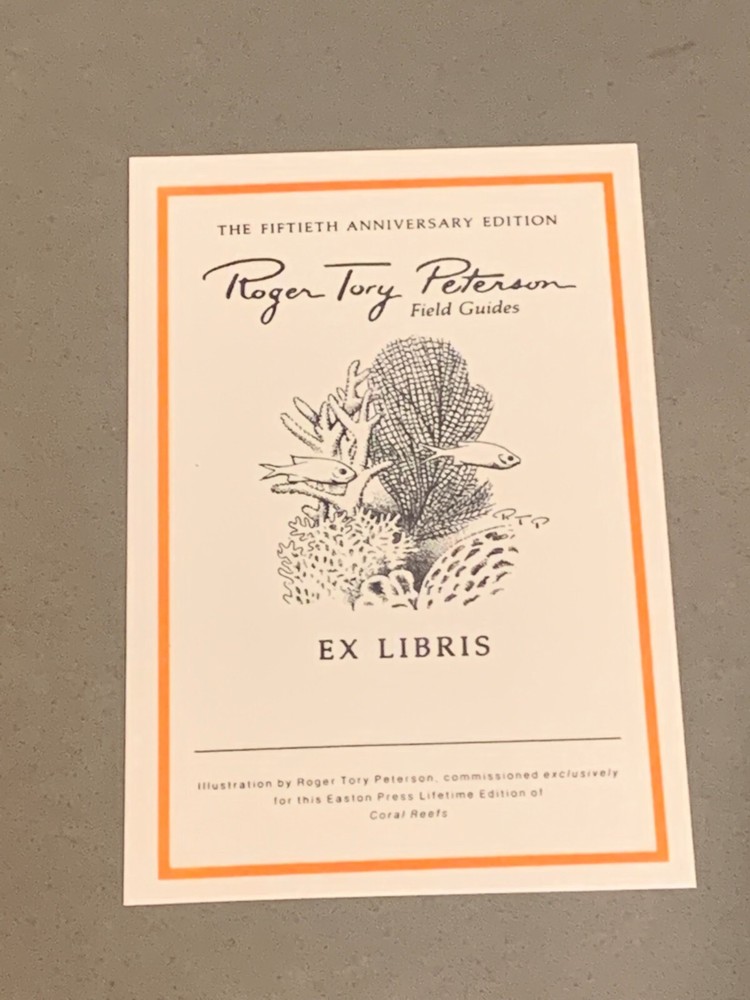 THE FIFTIETH ANNIVERSARY EDITION
Roger Tory Peterson
Field Guides
RTP
EX LIBRIS
Illustration by Roger Tory Peterson, commissioned exclusively
for this Easton Press Lifetime Edition of
Coral Reefs